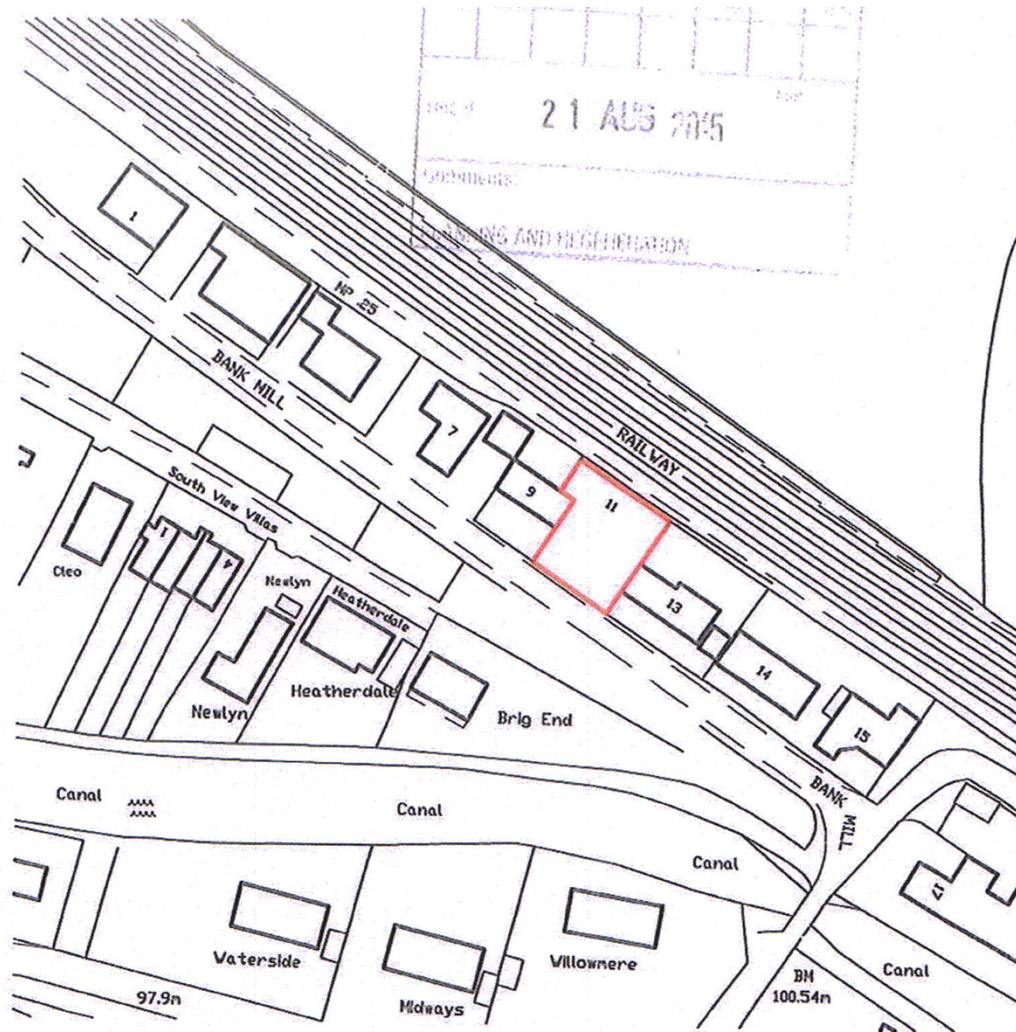 21 AUG 2015
Comments:
PLANNING AND REGENERATION
1
MP .25
BANK MILL
RAILWAY
7
9
11
South View Villas
1
4
Cleo
Newlyn
Heatherdale
13
Heatherdale
Newlyn
Brig End
14
15
BANK MILL
Canal
Canal
Canal
17
Waterside
Midways
Willowmere
97.9m
BM
100.54m
Canal